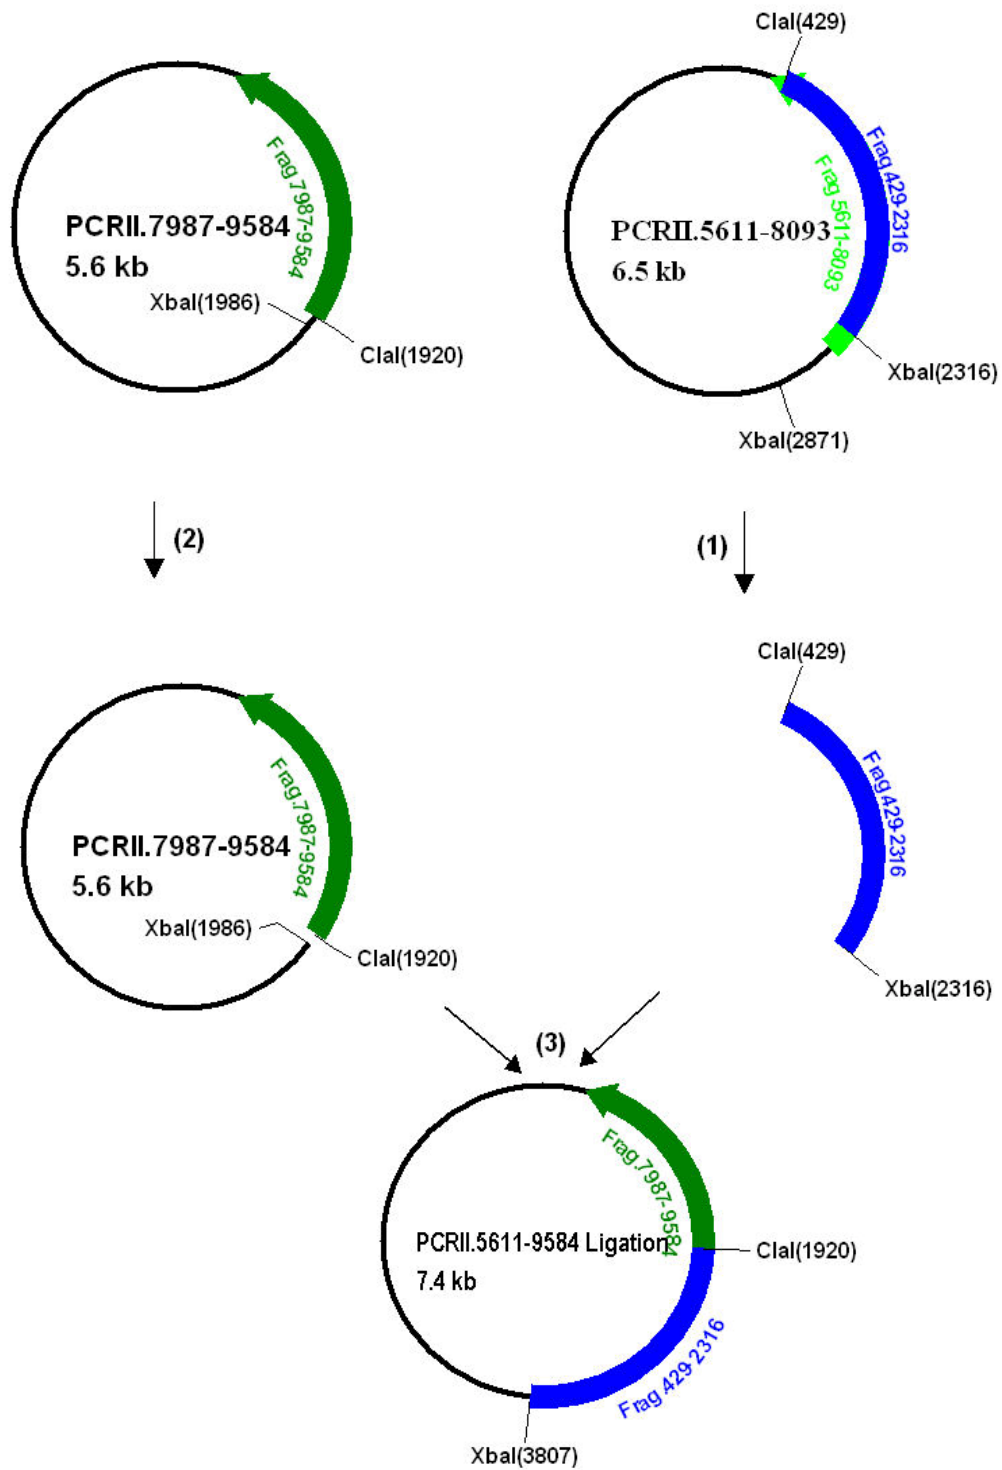 ClaI(429)
Frag.7987-9584
PCRII.7987-9584
5.6 kb
XbaI(1986)
ClaI(1920)
Frag.429-2316
Frag.5611-8093
PCRII.5611-8093
6.5 kb
XbaI(2316)
XbaI(2871)
(2)
(1)
ClaI(429)
Frag.7987-9584
PCRII.7987-9584
5.6 kb
XbaI(1986)
ClaI(1920)
Frag.429-2316
XbaI(2316)
(3)
Frag.7987-9584
PCRII.5611-9584 Ligation
7.4 kb
ClaI(1920)
Frag.429-2316
XbaI(3807)